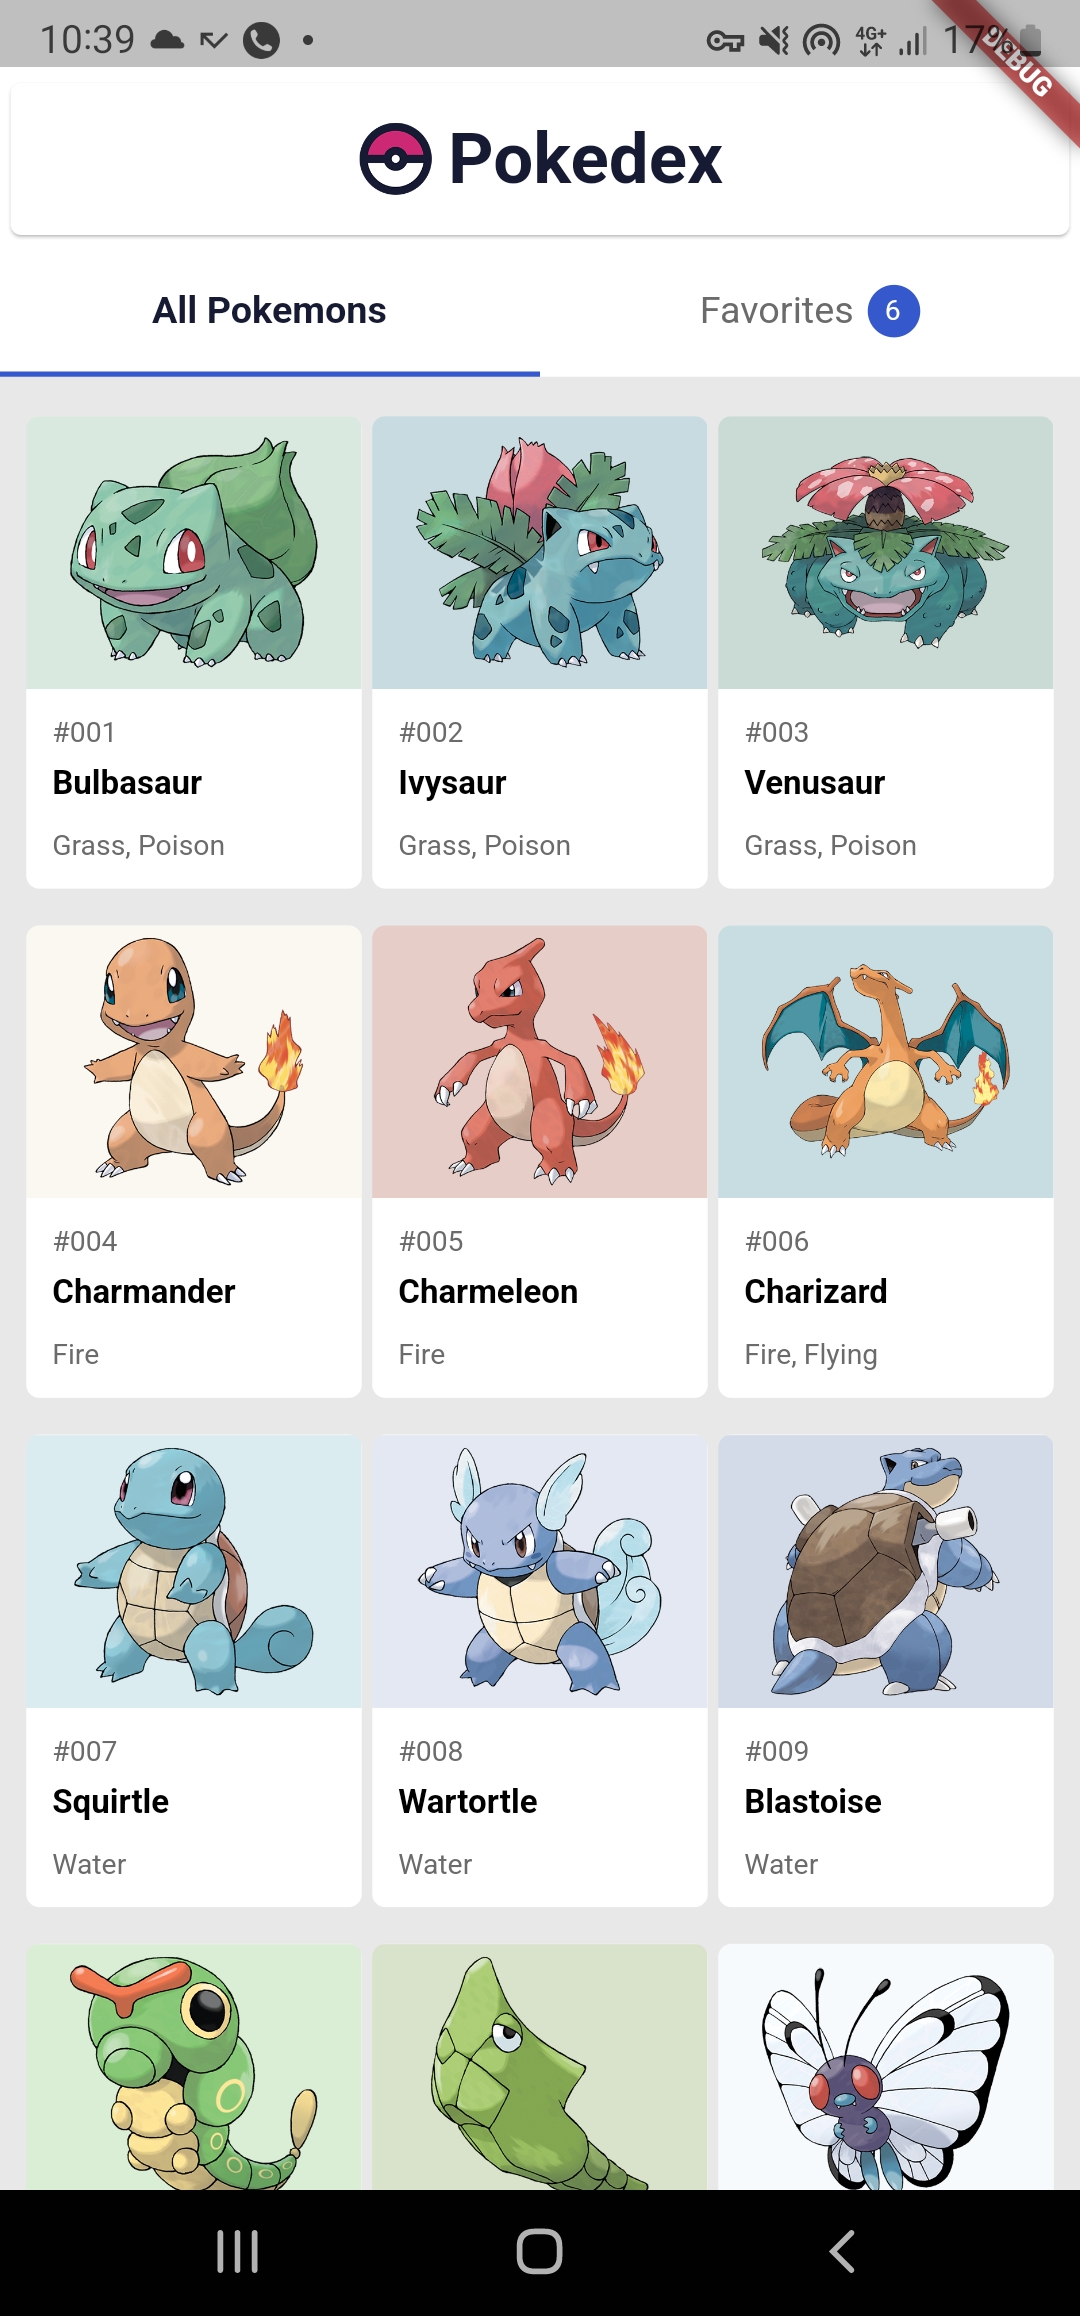 10:39
4G+
17%
DEBUG
Pokedex
All Pokemons
Favorites 6
#001
Bulbasaur
Grass, Poison
#002
Ivysaur
Grass, Poison
#003
Venusaur
Grass, Poison
#004
Charmander
Fire
#005
Charmeleon
Fire
#006
Charizard
Fire, Flying
#007
Squirtle
Water
#008
Wartortle
Water
#009
Blastoise
Water